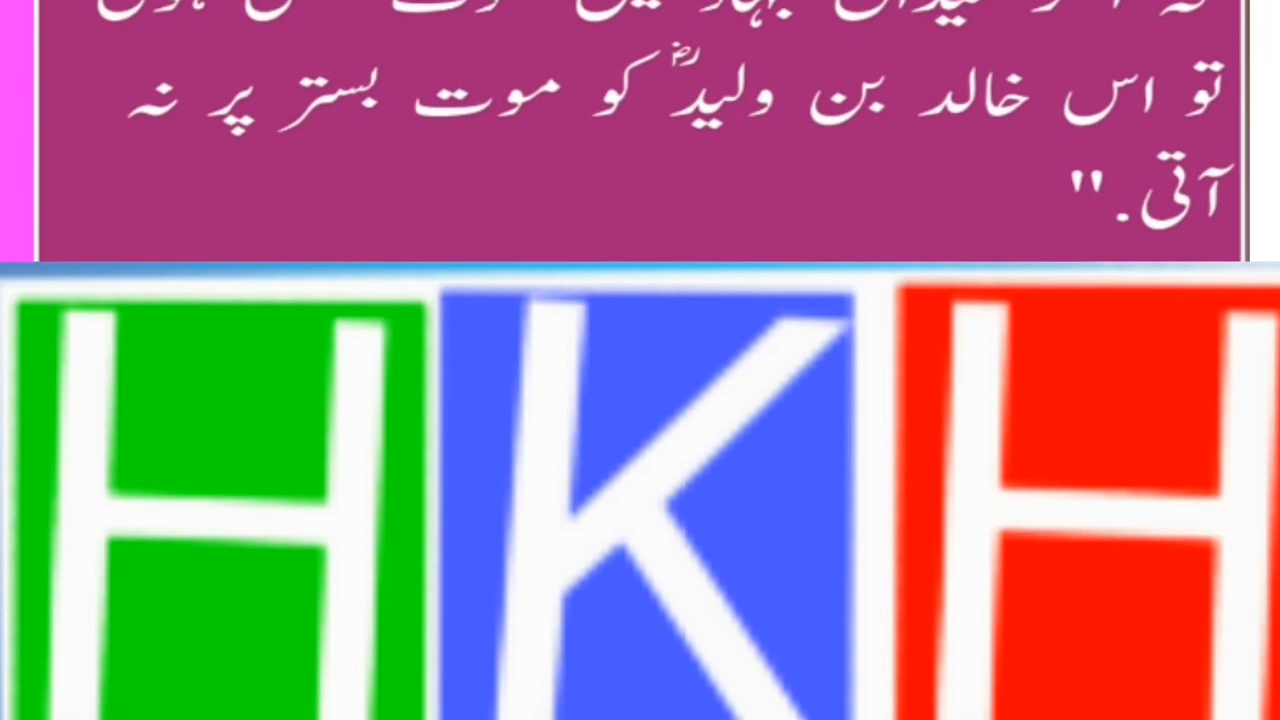 تو اس خالد بن ولیدؓ کو موت بستر پر نہ
آتی۔"
HKH